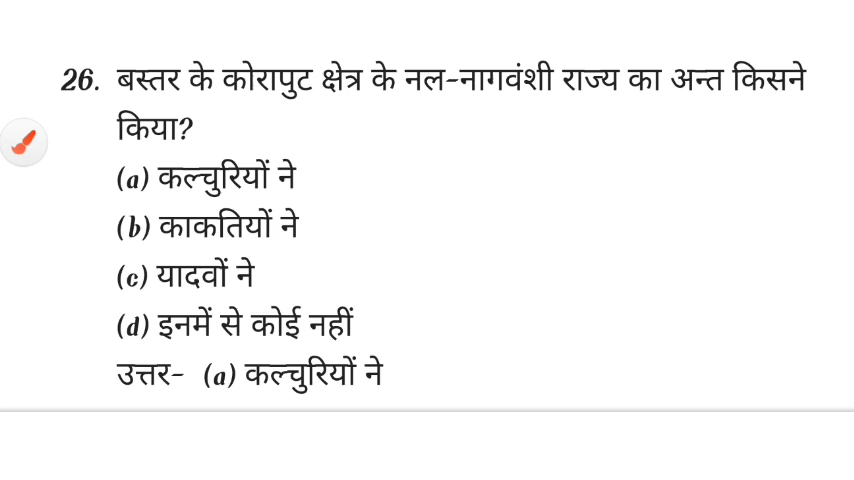 26. बस्तर के कोरापुट क्षेत्र के नल-नागवंशी राज्य का अन्त किसने
किया?
(a) कल्चुरियों ने
(b) काकतियों ने
(c) यादवों ने
(d) इनमें से कोई नहीं
उत्तर- (a) कल्चुरियों ने